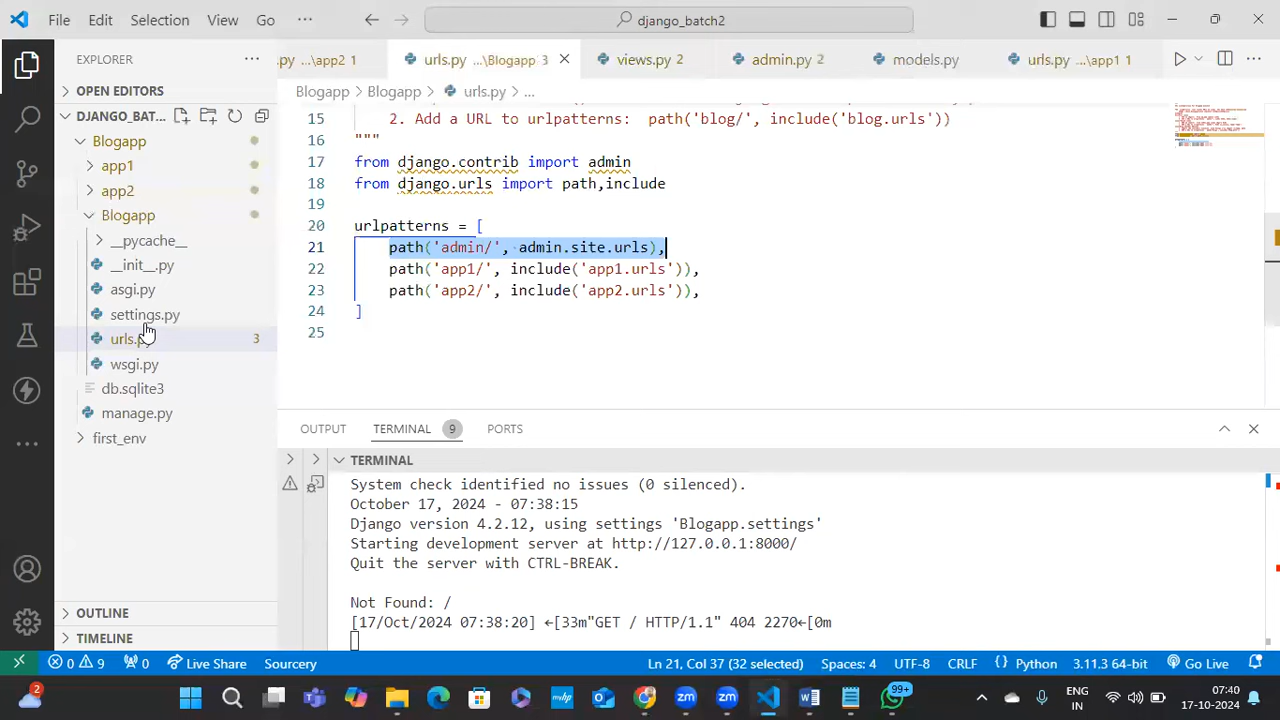 File Edit Selection View Go ··· django_batch2
EXPLORER ···
.py ...\app2 1 urls.py ...\Blogapp 3 views.py 2 admin.py 2 models.py urls.py ...\app1 1
OPEN EDITORS
Blogapp > Blogapp > urls.py > ...
DJANGO_BAT...
Blogapp
app1
app2
Blogapp
__pycache__
__init__.py
asgi.py
settings.py
urls.py 3
wsgi.py
db.sqlite3
manage.py
first_env
OUTLINE
TIMELINE
15 2. Add a URL to urlpatterns: path('blog/', include('blog.urls'))
16 """
17 from django.contrib import admin
18 from django.urls import path,include
19
20 urlpatterns = [
21 path('admin/', admin.site.urls),
22 path('app1/', include('app1.urls')),
23 path('app2/', include('app2.urls')),
24 ]
25
OUTPUT TERMINAL 9 PORTS
TERMINAL
System check identified no issues (0 silenced).
October 17, 2024 - 07:38:15
Django version 4.2.12, using settings 'Blogapp.settings'
Starting development server at http://127.0.0.1:8000/
Quit the server with CTRL-BREAK.
Not Found: /
[17/Oct/2024 07:38:20] ←[33m"GET / HTTP/1.1" 404 2270←[0m
0 9 0 Live Share Sourcery Ln 21, Col 37 (32 selected) Spaces: 4 UTF-8 CRLF Python 3.11.3 64-bit Go Live
2 zm zm 99+ ENG 07:40
IN 17-10-2024